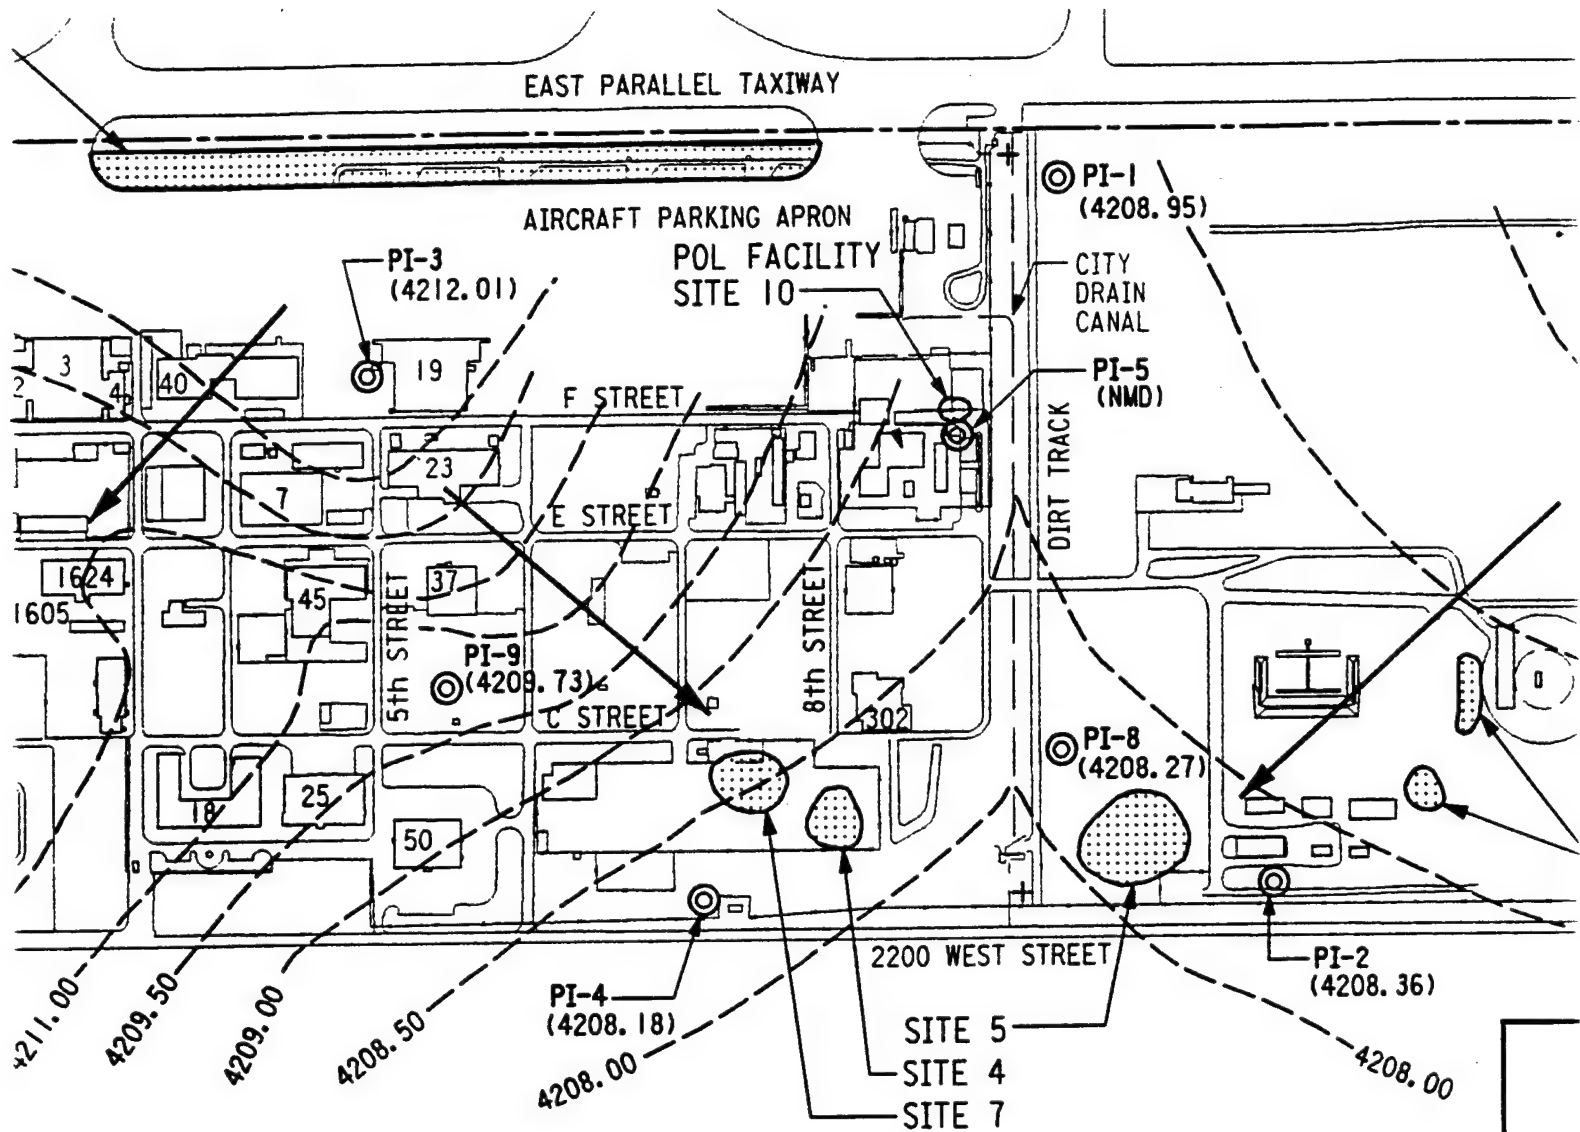 EAST PARALLEL TAXIWAY
PI-1
(4208.95)
AIRCRAFT PARKING APRON
POL FACILITY
SITE 10
PI-3
(4212.01)
CITY
DRAIN
CANAL
3
40
19
2
4
F STREET
PI-5
(NMD)
DIRT TRACK
23
7
E STREET
1624
45
37
1605
5th STREET
8th STREET
PI-9
(4209.73)
C STREET
302
PI-8
(4208.27)
18
25
50
2200 WEST STREET
PI-2
(4208.36)
PI-4
(4208.18)
4211.00
4209.50
4209.00
4208.50
4208.00
4208.00
SITE 5
SITE 4
SITE 7